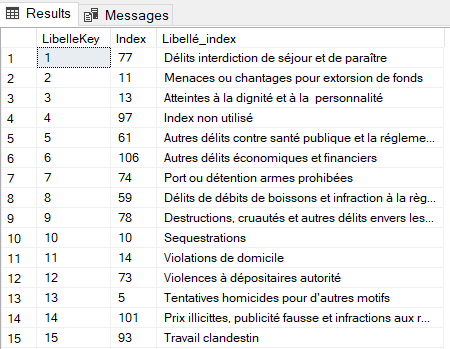 Results Messages
LibelleKey Index Libellé_index
1 1 77 Délits interdiction de séjour et de paraître
2 2 11 Menaces ou chantages pour extorsion de fonds
3 3 13 Atteintes à la dignité et à la  personnalité
4 4 97 Index non utilisé
5 5 61 Autres délits contre santé publique et la régleme...
6 6 106 Autres délits économiques et financiers
7 7 74 Port ou détention armes prohibées
8 8 59 Délits de débits de boissons et infraction à la règ...
9 9 78 Destructions, cruautés et autres délits envers les...
10 10 10 Sequestrations
11 11 14 Violations de domicile
12 12 73 Violences à dépositaires autorité
13 13 5 Tentatives homicides pour d'autres motifs
14 14 101 Prix illicittes, publicité fausse et infractions aux r...
15 15 93 Travail clandestin